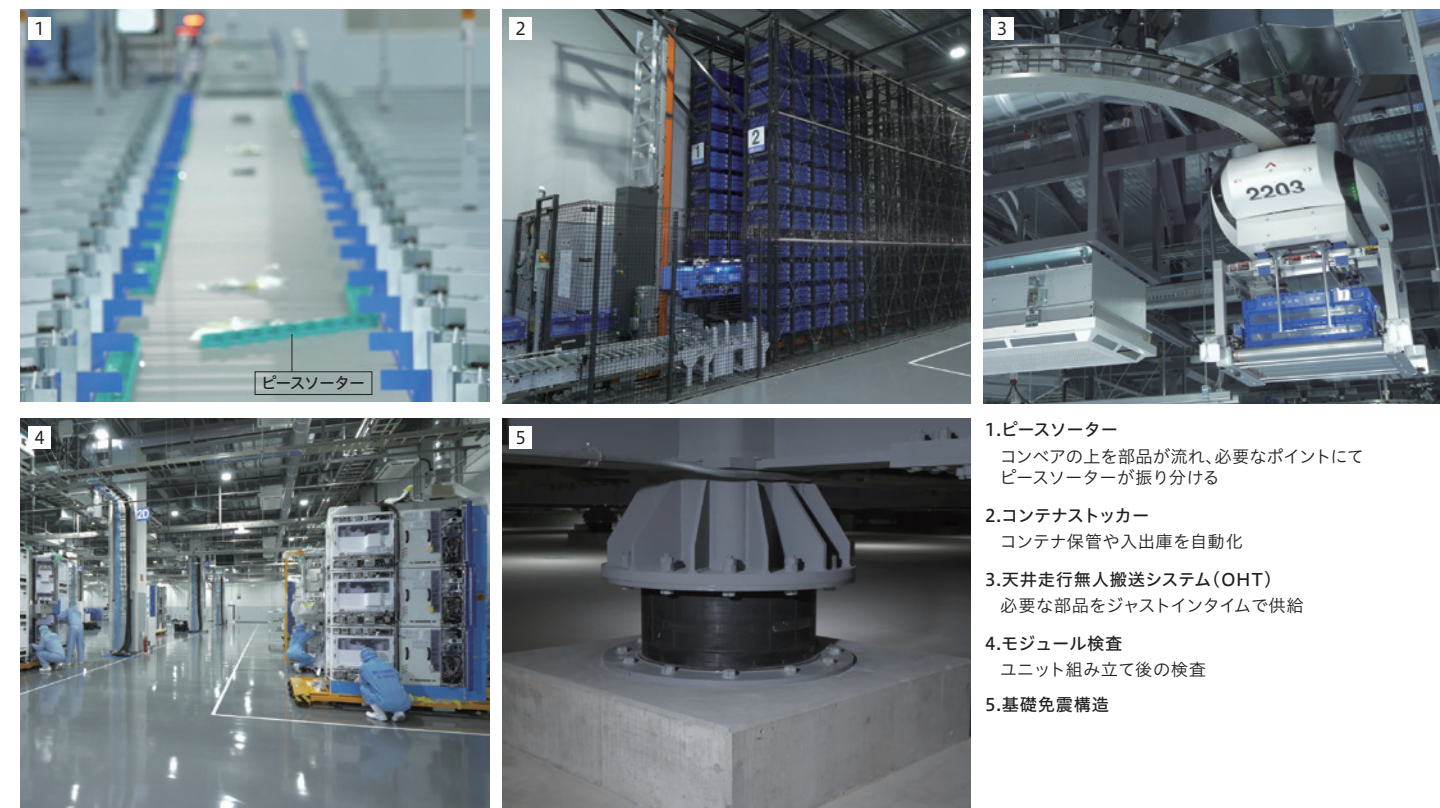 1
2
3
ピースソーター
1
2
2203
4
5
2D
1.ピースソーター
コンベアの上を部品が流れ、必要なポイントにて
ピースソーターが振り分ける
2.コンテナストッカー
コンテナ保管や入出庫を自動化
3.天井走行無人搬送システム(OHT)
必要な部品をジャストインタイムで供給
4.モジュール検査
ユニット組み立て後の検査
5.基礎免震構造